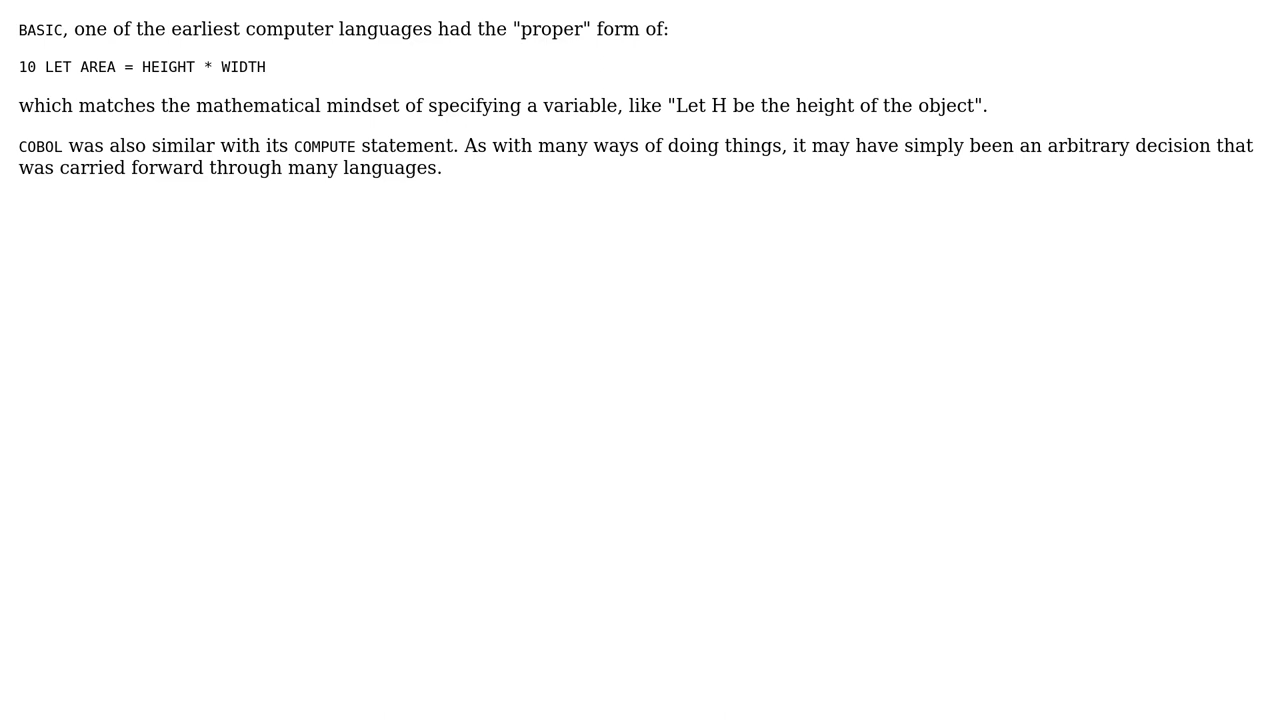 BASIC, one of the earliest computer languages had the "proper" form of:
10 LET AREA = HEIGHT * WIDTH
which matches the mathematical mindset of specifying a variable, like "Let H be the height of the object".
COBOL was also similar with its COMPUTE statement. As with many ways of doing things, it may have simply been an arbitrary decision that
was carried forward through many languages.